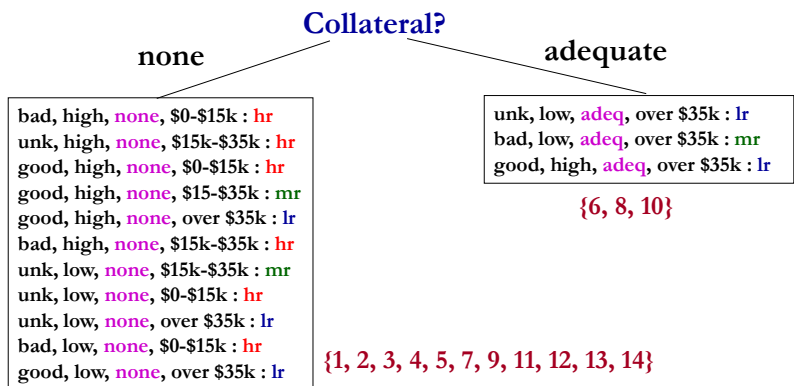 Collateral?
none
adequate
bad, high, none, $0-$15k : hr
unk, high, none, $15k-$35k : hr
good, high, none, $0-$15k : hr
good, high, none, $15-$35k : mr
good, high, none, over $35k : lr
bad, high, none, $15k-$35k : hr
unk, low, none, $15k-$35k : mr
unk, low, none, $0-$15k : hr
unk, low, none, over $35k : lr
bad, low, none, $0-$15k : hr
good, low, none, over $35k : lr
{1, 2, 3, 4, 5, 7, 9, 11, 12, 13, 14}
unk, low, adeq, over $35k : lr
bad, low, adeq, over $35k : mr
good, high, adeq, over $35k : lr
{6, 8, 10}